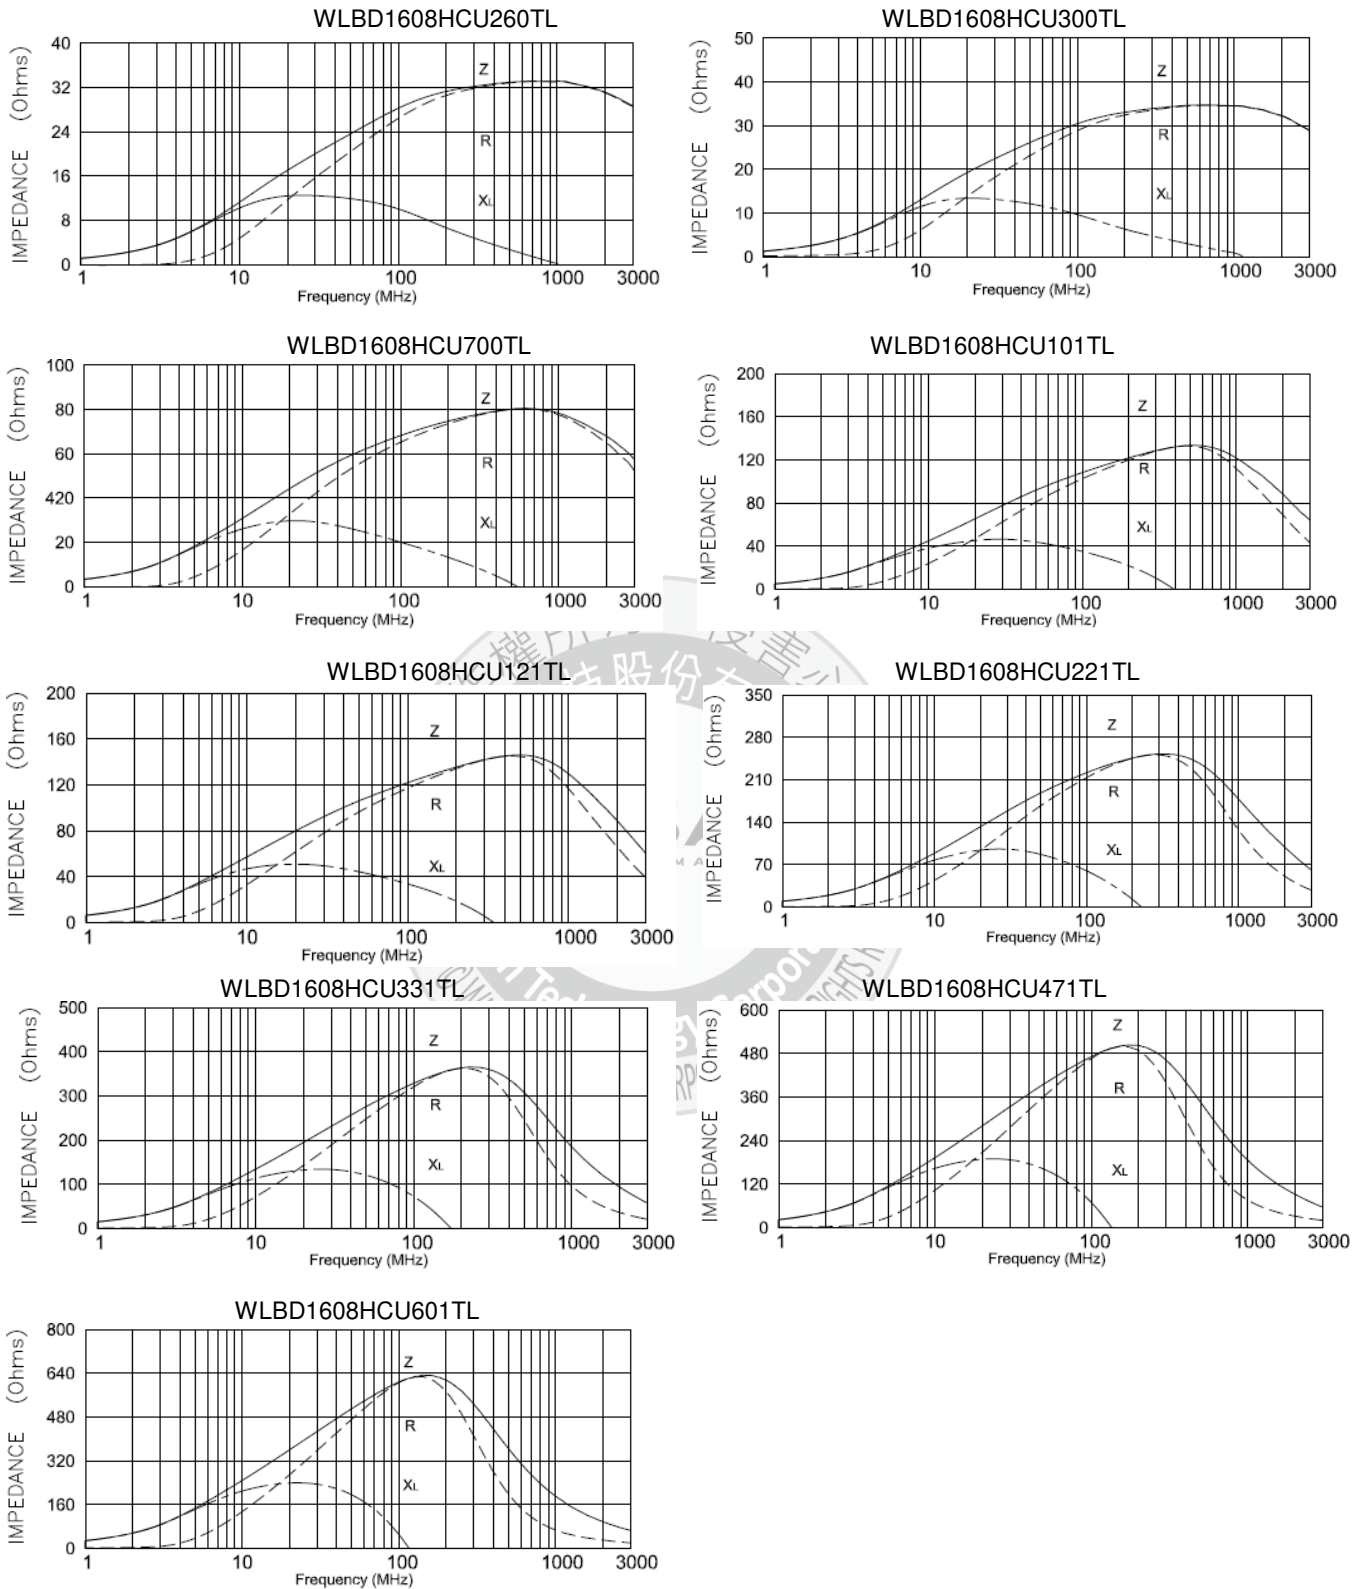 WLBD1608HCU260TL
IMPEDANCE (Ohms)
40
32
24
16
8
0
Z
R
XL
1 10 100 1000 3000
Frequency (MHz)
WLBD1608HCU300TL
IMPEDANCE (Ohms)
50
40
30
20
10
0
Z
R
XL
1 10 100 1000 3000
Frequency (MHz)
WLBD1608HCU700TL
IMPEDANCE (Ohms)
100
80
60
420
20
0
Z
R
XL
1 10 100 1000 3000
Frequency (MHz)
WLBD1608HCU101TL
IMPEDANCE (Ohms)
200
160
120
80
40
0
Z
R
XL
1 10 100 1000 3000
Frequency (MHz)
WLBD1608HCU121TL
IMPEDANCE (Ohms)
200
160
120
80
40
0
Z
R
XL
1 10 100 1000 3000
Frequency (MHz)
WLBD1608HCU221TL
IMPEDANCE (Ohms)
350
280
210
140
70
0
Z
R
XL
1 10 100 1000 3000
Frequency (MHz)
WLBD1608HCU331TL
IMPEDANCE (Ohms)
500
400
300
200
100
0
Z
R
XL
1 10 100 1000 3000
Frequency (MHz)
WLBD1608HCU471TL
IMPEDANCE (Ohms)
600
480
360
240
120
0
Z
R
XL
1 10 100 1000 3000
Frequency (MHz)
WLBD1608HCU601TL
IMPEDANCE (Ohms)
800
640
480
320
160
0
Z
R
XL
1 10 100 1000 3000
Frequency (MHz)
股份